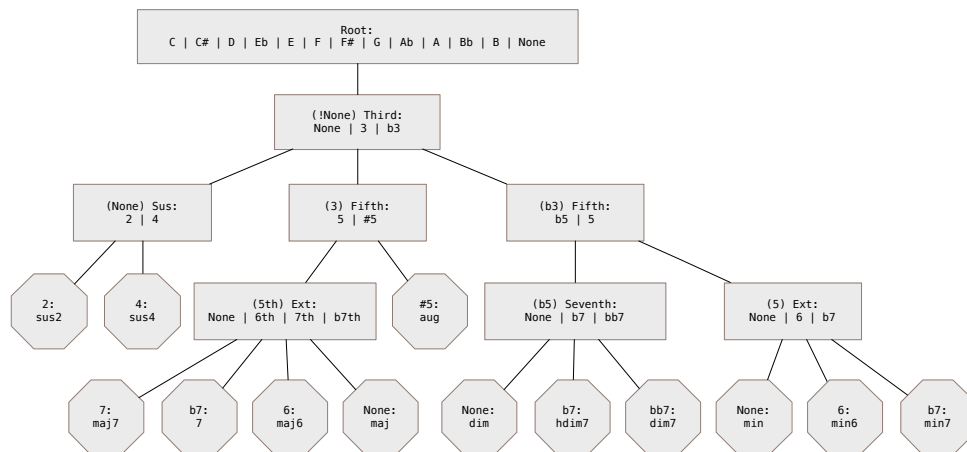 Root:
C | C# | D | Eb | E | F | F# | G | Ab | A | Bb | B | None
(!None) Third:
None | 3 | b3
(None) Sus:
2 | 4
(3) Fifth:
5 | #5
(b3) Fifth:
b5 | 5
2:
sus2
4:
sus4
(5th) Ext:
None | 6th | 7th | b7th
#5:
aug
(b5) Seventh:
None | b7 | bb7
(5) Ext:
None | 6 | b7
7:
maj7
b7:
7
6:
maj6
None:
maj
None:
dim
b7:
hdim7
bb7:
dim7
None:
min
6:
min6
b7:
min7